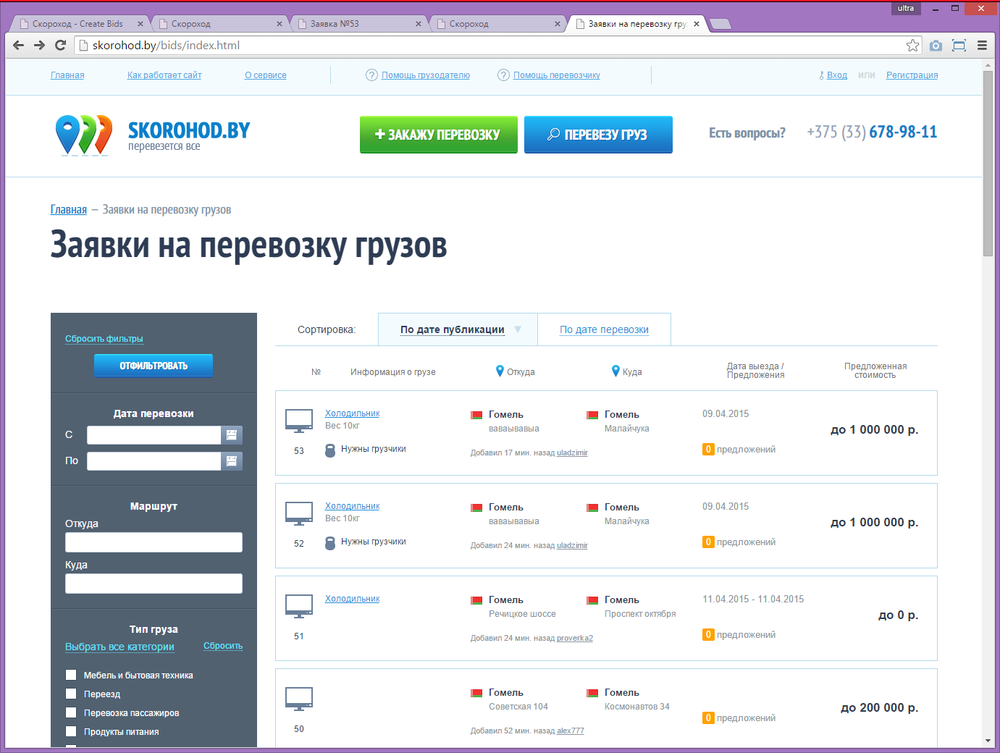 ultra
Скороход - Create Bids
Скороход
Заявка №53
Скороход
Заявки на перевозку гру
skorohod.by/bids/index.html
Главная Как работает сайт О сервисе ? Помощь грузодателю ? Помощь перевозчику Вход или Регистрация
SKOROHOD.BY
перевезется все
+ ЗАКАЖУ ПЕРЕВОЗКУ
ПЕРЕВЕЗУ ГРУЗ
Есть вопросы? +375 (33) 678-98-11
Главная — Заявки на перевозку грузов
Заявки на перевозку грузов
Сбросить фильтры
ОТФИЛЬТРОВАТЬ
Дата перевозки
С
По
Маршрут
Откуда
Куда
Тип груза
Выбрать все категории Сбросить
Мебель и бытовая техника
Переезд
Перевозка пассажиров
Продукты питания
Сортировка: По дате публикации ▼ По дате перевозки
№ Информация о грузе Откуда Куда Дата выезда / Предложения Предложенная стоимость
Холодильник
Вес 10кг
53 Нужны грузчики
Гомель
ваваывавыа
Гомель
Малайчука
Добавил 17 мин. назад uladzimir
09.04.2015
0 предложений
до 1 000 000 р.
Холодильник
Вес 10кг
52 Нужны грузчики
Гомель
ваваывавыа
Гомель
Малайчука
Добавил 24 мин. назад uladzimir
09.04.2015
0 предложений
до 1 000 000 р.
Холодильник
51
Гомель
Речицкое шоссе
Гомель
Проспект октября
Добавил 24 мин. назад proverka2
11.04.2015 - 11.04.2015
0 предложений
до 0 р.
50
Гомель
Советская 104
Гомель
Космонавтов 34
Добавил 52 мин. назад alex777
0 предложений
до 200 000 р.